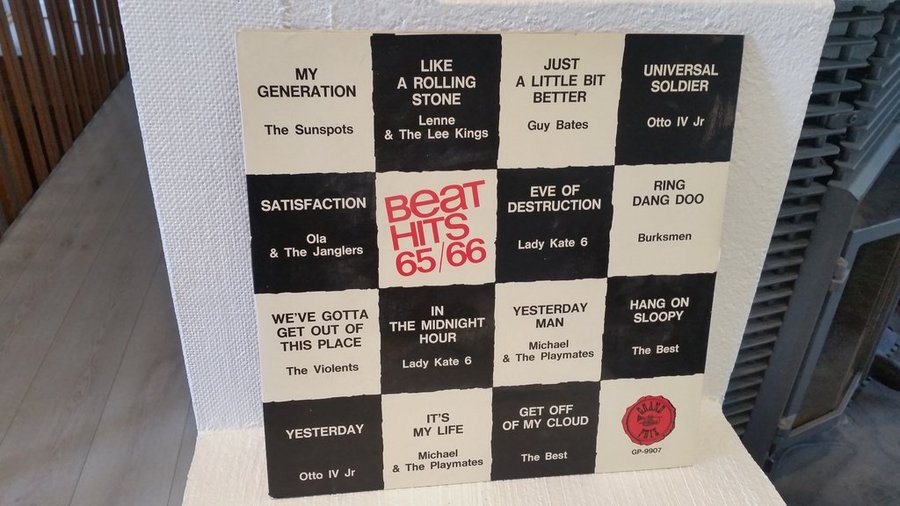 MY
GENERATION
The Sunspots
LIKE
A ROLLING
STONE
Lenne
& The Lee Kings
JUST
A LITTLE BIT
BETTER
Guy Bates
UNIVERSAL
SOLDIER
Otto IV Jr
SATISFACTION
Ola
& The Janglers
BeaT
HITS
65/66
EVE OF
DESTRUCTION
Lady Kate 6
RING
DANG DOO
Burksmen
WE'VE GOTTA
GET OUT OF
THIS PLACE
The Violents
IN
THE MIDNIGHT
HOUR
Lady Kate 6
YESTERDAY
MAN
Michael
& The Playmates
HANG ON
SLOOPY
The Best
YESTERDAY
Otto IV Jr
IT'S
MY LIFE
Michael
& The Playmates
GET OFF
OF MY CLOUD
The Best
GRAND
PRIX
GP-9907